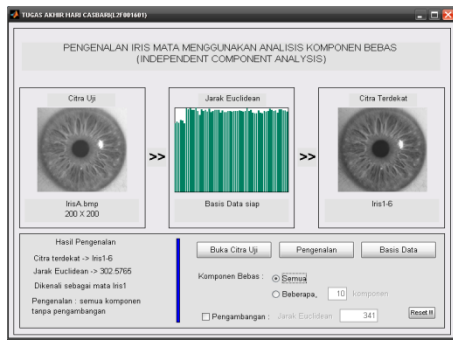 TUGAS AKHIR HARI CASDARI(L2F001601)
PENGENALAN IRIS MATA MENGGUNAKAN ANALISIS KOMPONEN BEBAS
(INDEPENDENT COMPONENT ANALYSIS)
Citra Uji
Jarak Euclidean
Citra Terdekat
>>
>>
IrisA.bmp
200 X 200
Basis Data siap
Iris1-6
Hasil Pengenalan
Citra terdekat -> Iris1-6
Jarak Euclidean -> 302.5765
Dikenali sebagai mata Iris1
Pengenalan : semua komponen
tanpa pengambangan
Buka Citra Uji
Pengenalan
Basis Data
Komponen Bebas :
Semua
Beberapa,
10
komponen
Pengambangan :
Jarak Euclidean
341
Reset !!!